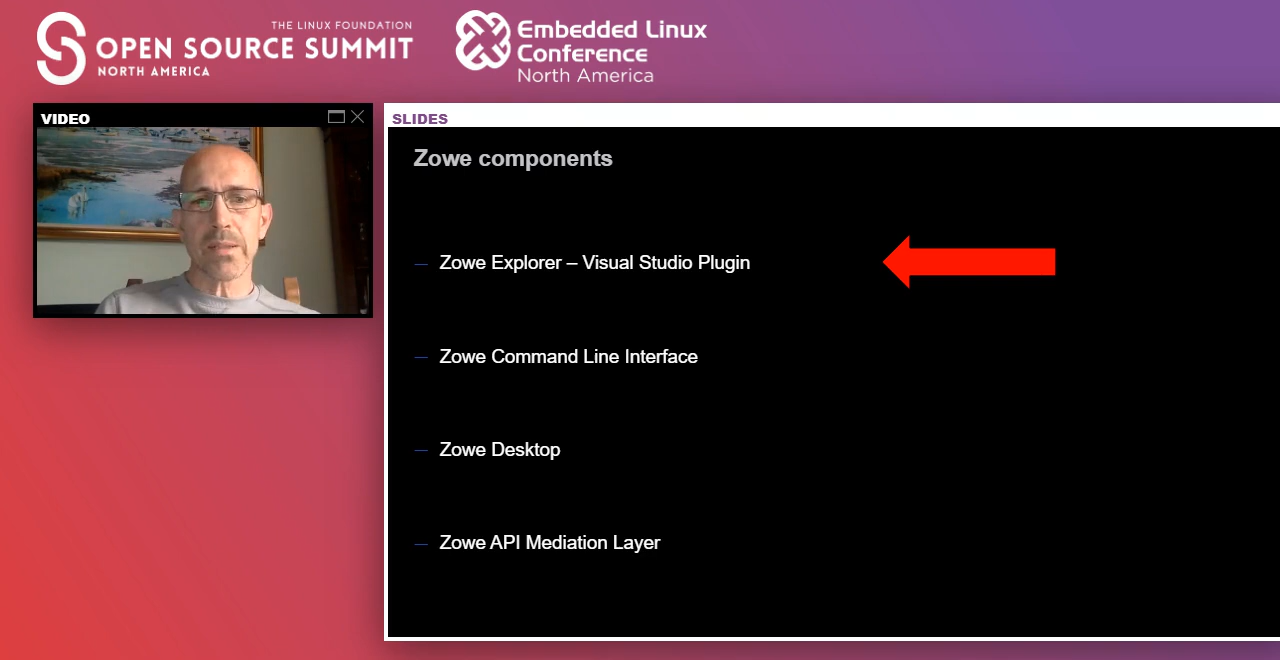 THE LINUX FOUNDATION
OPEN SOURCE SUMMIT
NORTH AMERICA
Embedded Linux
Conference
North America
VIDEO
SLIDES
Zowe components
— Zowe Explorer – Visual Studio Plugin
— Zowe Command Line Interface
— Zowe Desktop
— Zowe API Mediation Layer